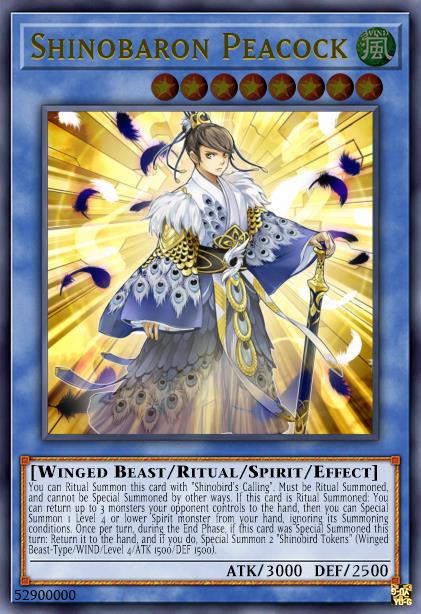 SHINOBARON PEACOCK
WIND
風
[WINGED BEAST/RITUAL/SPIRIT/EFFECT]
You can Ritual Summon this card with "Shinobird's Calling". Must be Ritual Summoned,
and cannot be Special Summoned by other ways. If this card is Ritual Summoned: You
can return up to 3 monsters your opponent controls to the hand, then you can Special
Summon 1 Level 4 or lower Spirit monster from your hand, ignoring its Summoning
conditions. Once per turn, during the End Phase, if this card was Special Summoned this
turn: Return it to the hand, and if you do, Special Summon 2 "Shinobird Tokens" (Winged
Beast-Type/WIND/Level 4/ATK 1500/DEF 1500).
ATK/3000 DEF/2500
52900000